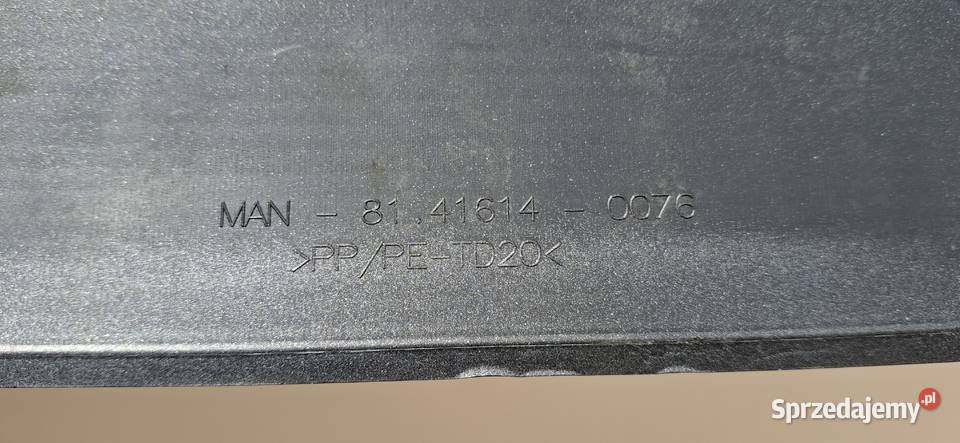 MAN - 81.41614 - 0076
>PP/PE-TD20<
Sprzedajemy.pl